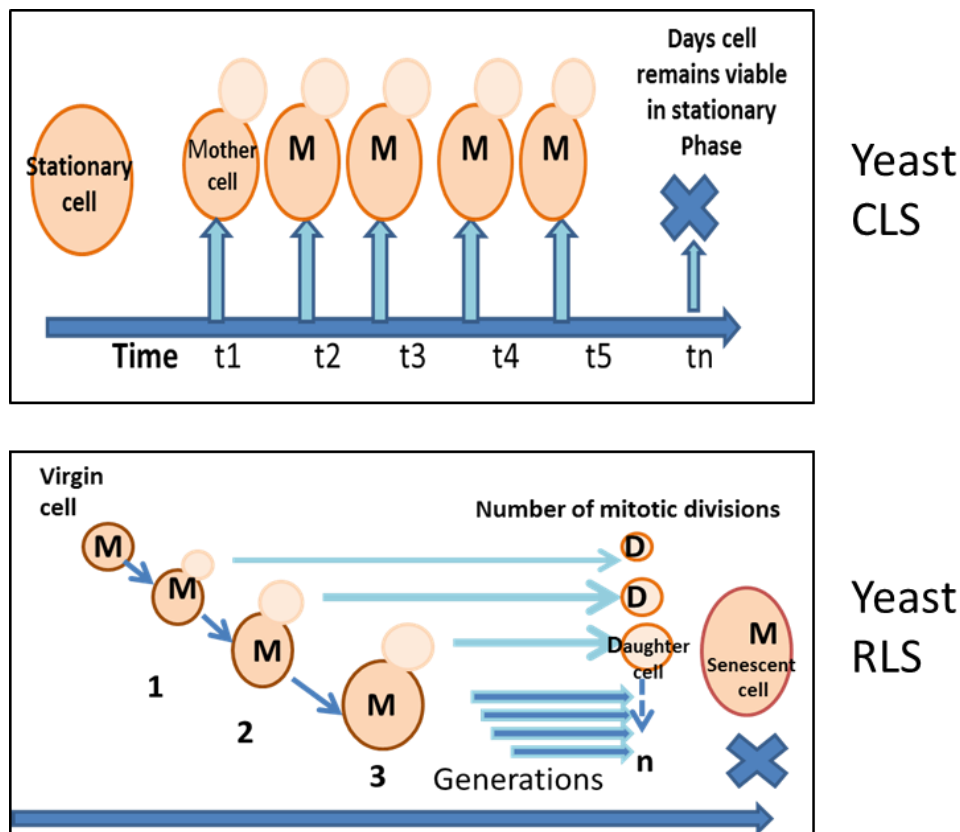 Days cell
remains viable
in stationary
Phase
Stationary
cell
Mother
cell
M
M
M
M
Time t1 t2 t3 t4 t5 tn
Yeast
CLS
Virgin
cell
Number of mitotic divisions
M
D
M
D
M
Daughter
cell
M
M
Senescent
cell
1
2
3
n
Generations
Yeast
RLS